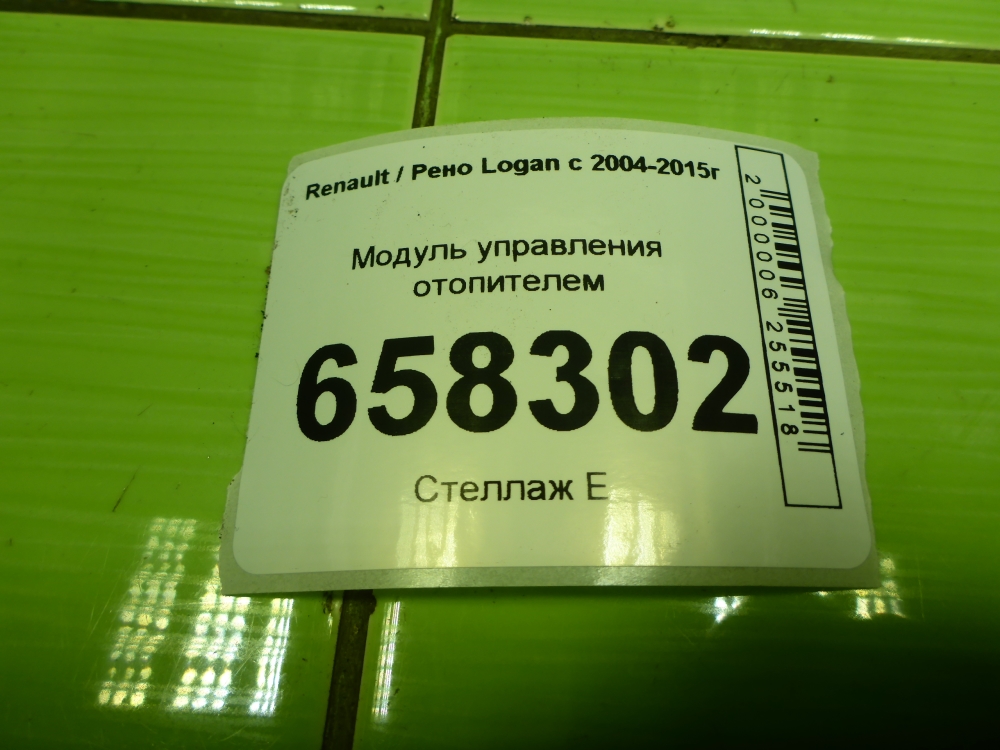 Renault / Рено Logan с 2004-2015г
Модуль управления
отопителем
658302
Стеллаж Е
2000006255518